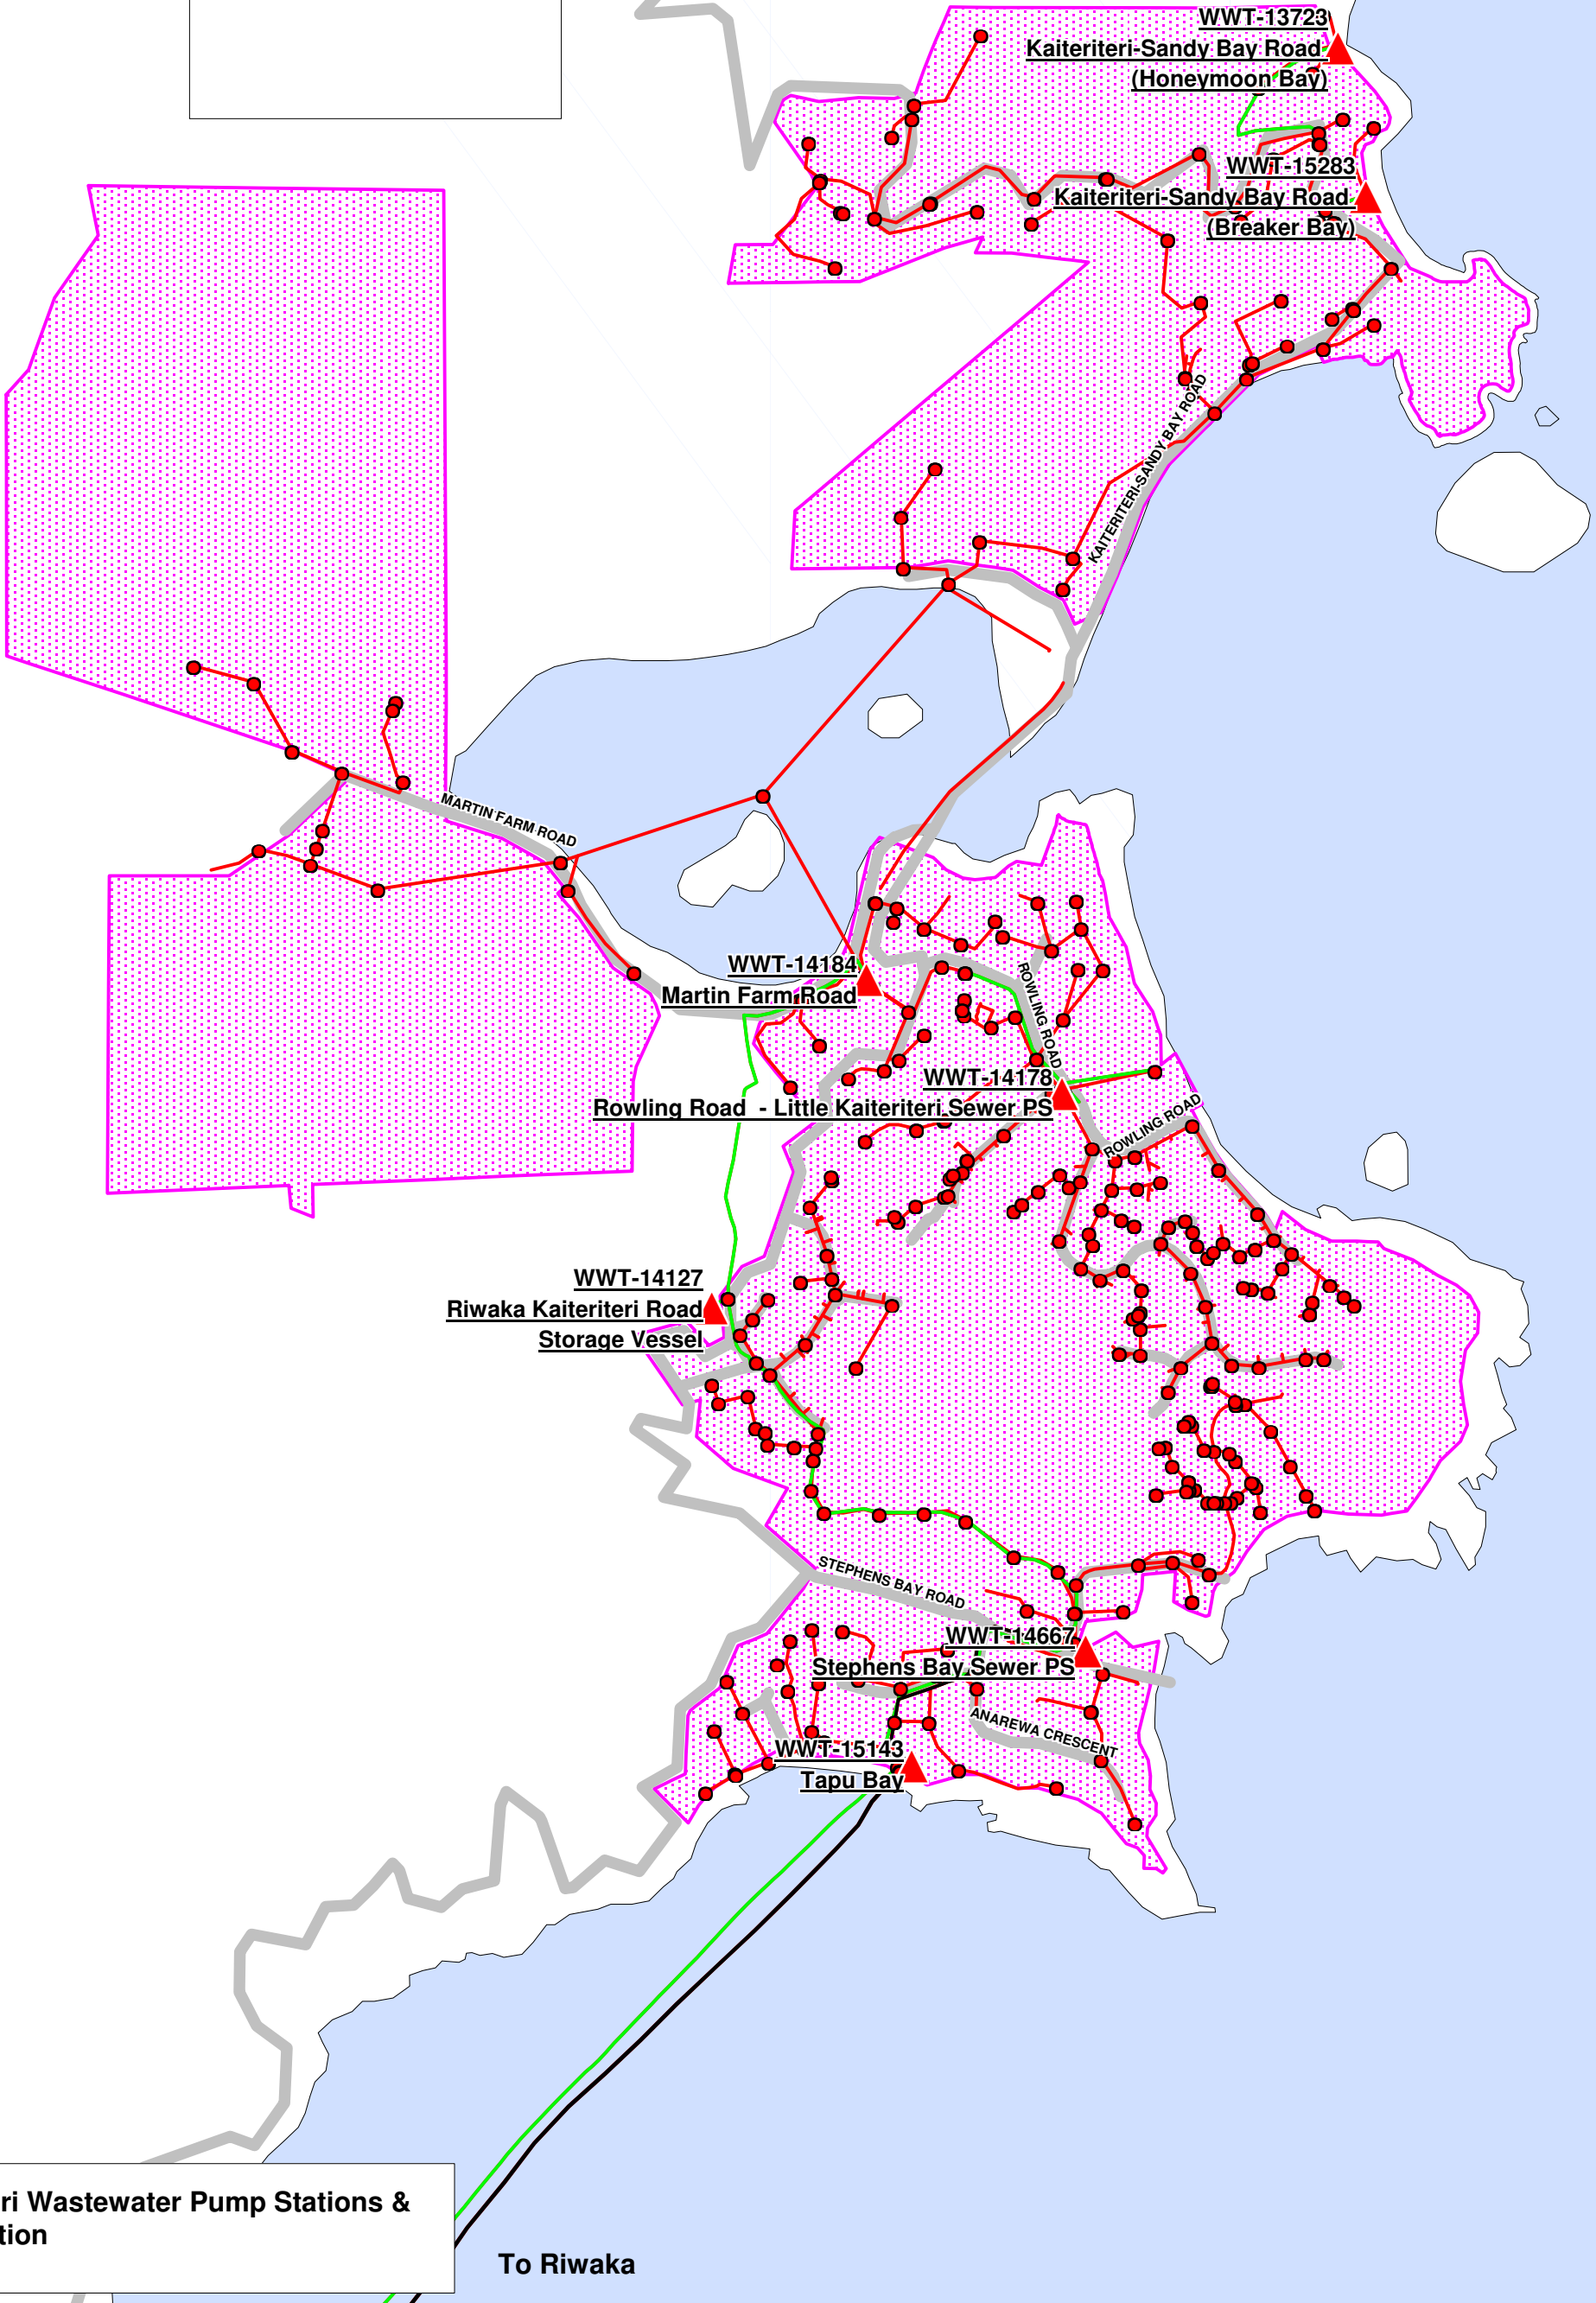 WWT-13723
Kaiteriteri-Sandy Bay Road
(Honeymoon Bay)
WWT-15283
Kaiteriteri-Sandy Bay Road
(Breaker Bay)
KAITERITERI-SANDY BAY ROAD
MARTIN FARM ROAD
WWT-14184
Martin Farm Road
ROWLING ROAD
WWT-14178
Rowling Road - Little Kaiteriteri Sewer PS
ROWLING ROAD
WWT-14127
Riwaka Kaiteriteri Road
Storage Vessel
STEPHENS BAY ROAD
WWT-14667
Stephens Bay Sewer PS
ANAREWA CRESCENT
WWT-15143
Tapu Bay
ri Wastewater Pump Stations &
tion
To Riwaka